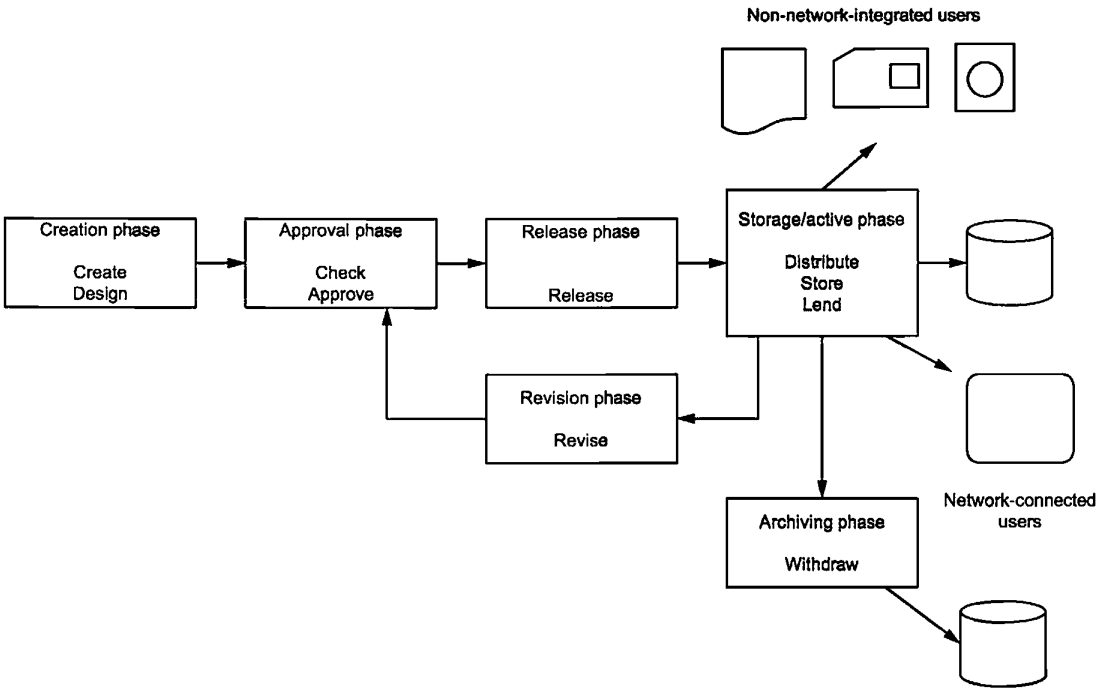 Non-network-integrated users
Creation phase
Create
Design
Approval phase
Check
Approve
Release phase
Release
Storage/active phase
Distribute
Store
Lend
Revision phase
Revise
Archiving phase
Withdraw
Network-connected
users